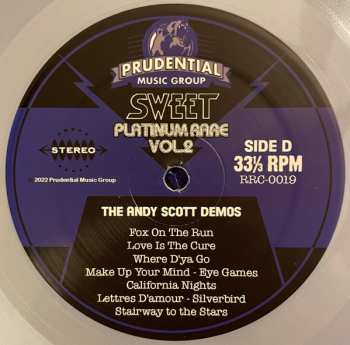 PRUDENTIAL
MUSIC GROUP
SWEET
PLATINUM RARE
VOL2
STEREO
2022 Prudential Music Group
SIDE D
33⅓ RPM
RRC-0019
THE ANDY SCOTT DEMOS
Fox On The Run
Love Is The Cure
Where D'ya Go
Make Up Your Mind - Eye Games
California Nights
Lettres D'amour - Silverbird
Stairway to the Stars